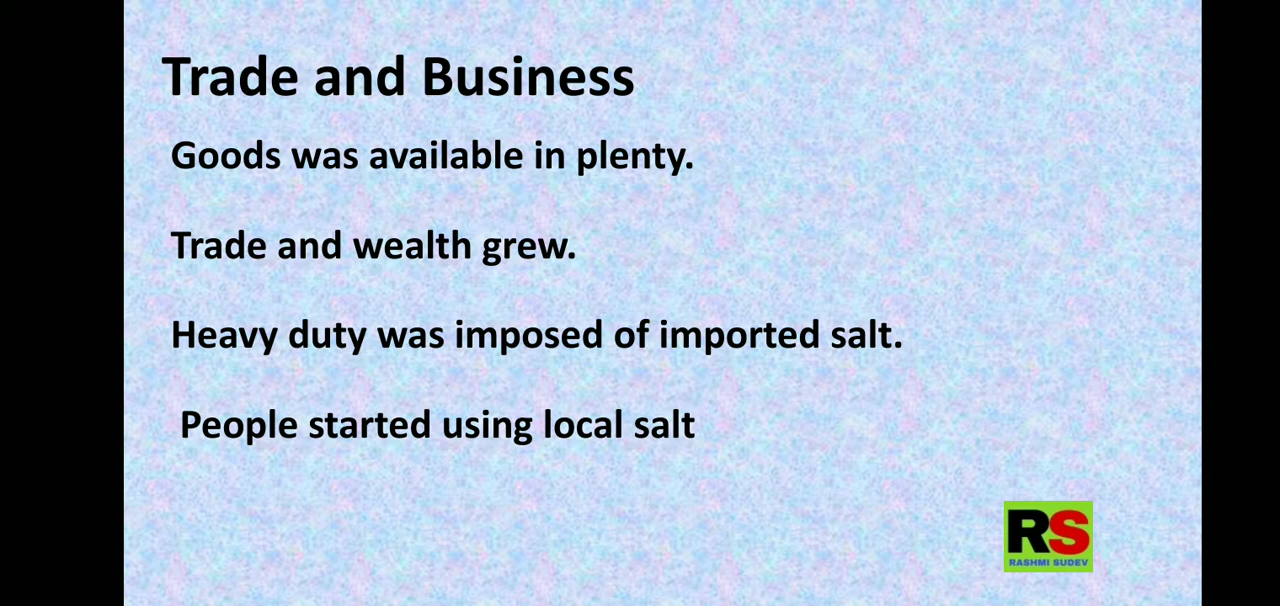 Trade and Business
Goods was available in plenty.
Trade and wealth grew.
Heavy duty was imposed of imported salt.
People started using local salt
RS
RASHMI SUDEV